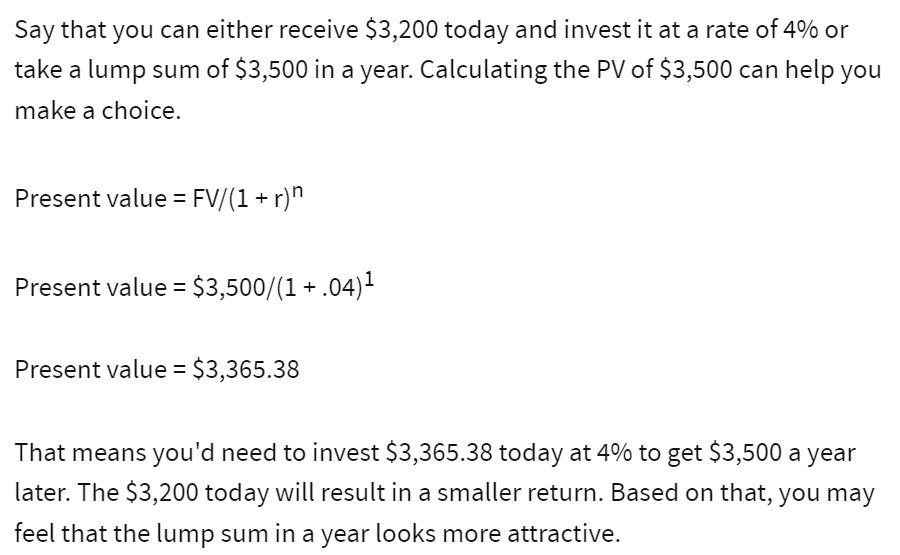 Say that you can either receive $3,200 today and invest it at a rate of 4% or
take a lump sum of $3,500 in a year. Calculating the PV of $3,500 can help you
make a choice.
Present value = FV/(1 + r)ⁿ
Present value = $3,500/(1 + .04)¹
Present value = $3,365.38
That means you'd need to invest $3,365.38 today at 4% to get $3,500 a year
later. The $3,200 today will result in a smaller return. Based on that, you may
feel that the lump sum in a year looks more attractive.